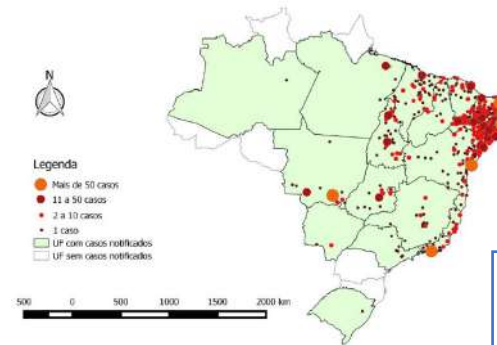 N
Legenda
Mais de 50 casos
11 a 50 casos
2 a 10 casos
1 caso
UF com casos notificados
UF sem casos notificados
500 0 500 1000 1500 2000 km